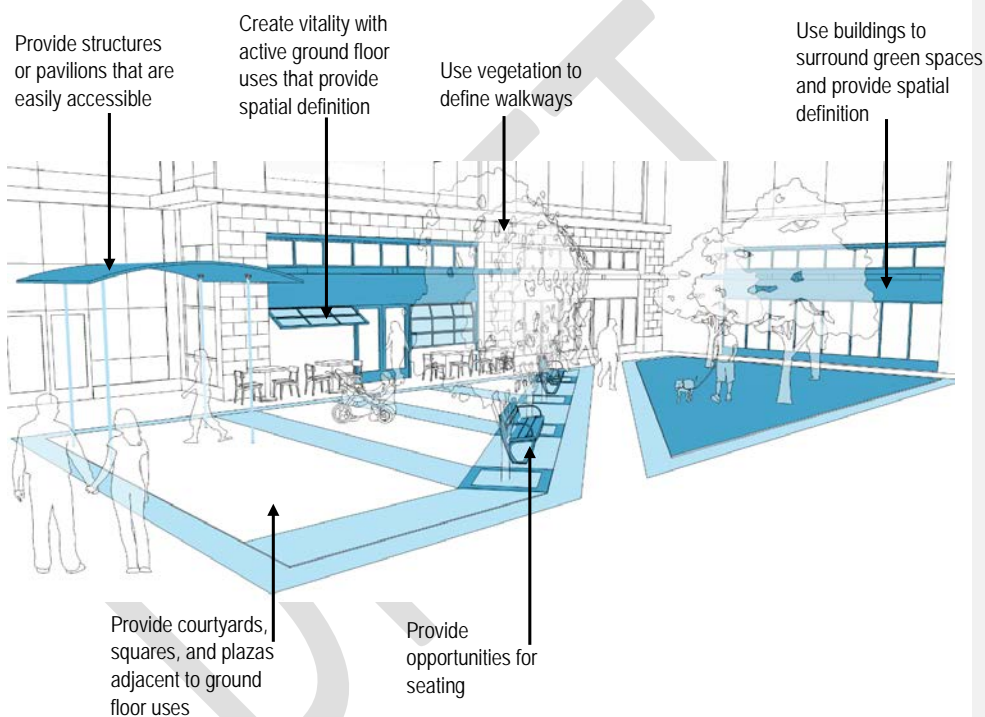 Provide structures
or pavilions that are
easily accessible
Create vitality with
active ground floor
uses that provide
spatial definition
Use vegetation to
define walkways
Use buildings to
surround green spaces
and provide spatial
definition
Provide courtyards,
squares, and plazas
adjacent to ground
floor uses
Provide
opportunities for
seating
DRAFT